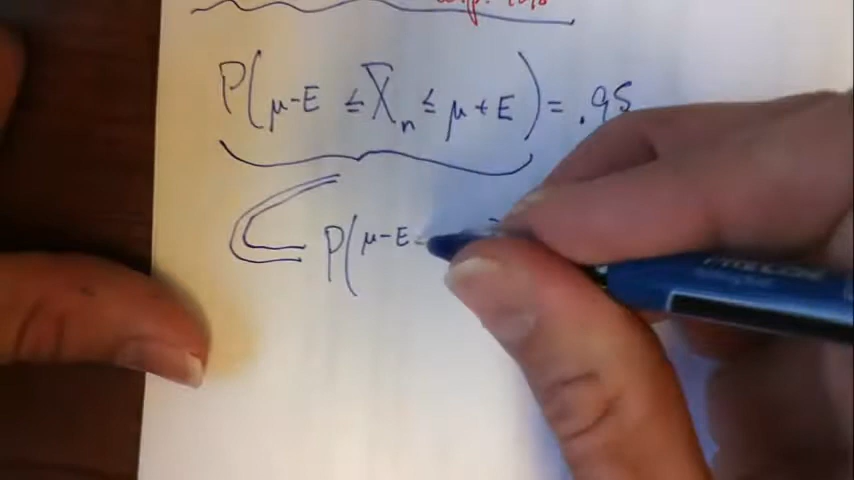 P(μ-E ≤ X̅ₙ ≤ μ + E) = .95
P(μ-E